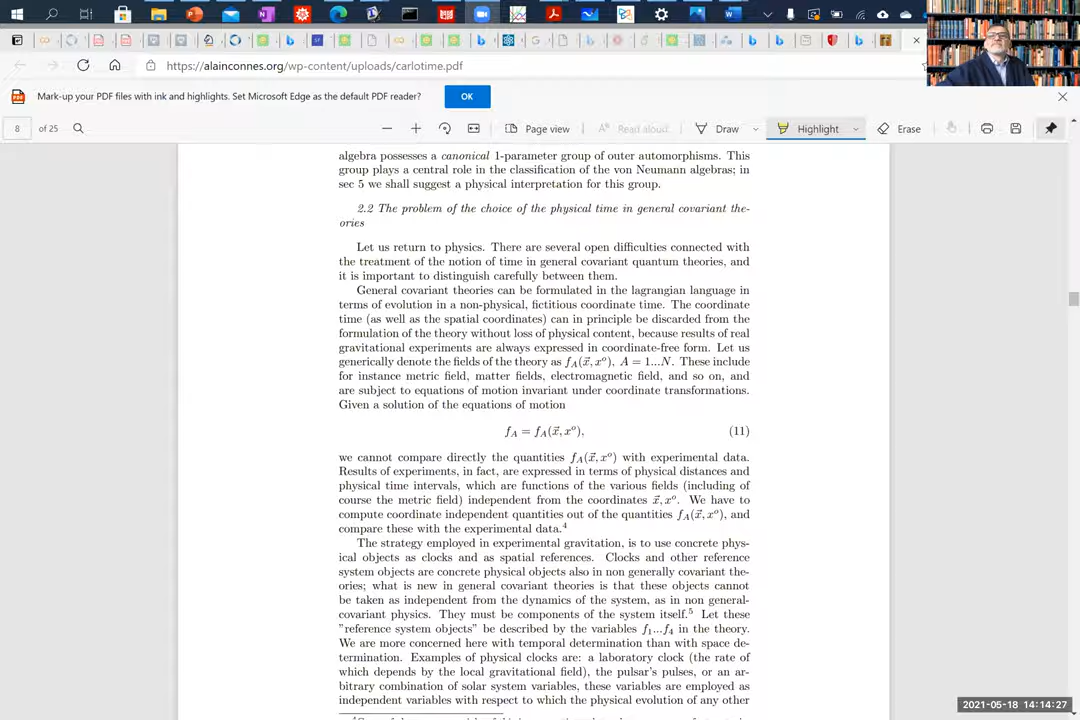 https://alainconnes.org/wp-content/uploads/carlotime.pdf
Mark-up your PDF files with ink and highlights. Set Microsoft Edge as the default PDF reader?
OK
8 of 25
Page view
Read aloud
Draw
Highlight
Erase
algebra possesses a canonical 1-parameter group of outer automorphisms. This
group plays a central role in the classification of the von Neumann algebras; in
sec 5 we shall suggest a physical interpretation for this group.
2.2 The problem of the choice of the physical time in general covariant the-
ories
Let us return to physics. There are several open difficulties connected with
the treatment of the notion of time in general covariant quantum theories, and
it is important to distinguish carefully between them.
General covariant theories can be formulated in the lagrangian language in
terms of evolution in a non-physical, fictitious coordinate time. The coordinate
time (as well as the spatial coordinates) can in principle be discarded from the
formulation of the theory without loss of physical content, because results of real
gravitational experiments are always expressed in coordinate-free form. Let us
generically denote the fields of the theory as f_A(x⃗, x^o), A = 1...N. These include
for instance metric field, matter fields, electromagnetic field, and so on, and
are subject to equations of motion invariant under coordinate transformations.
Given a solution of the equations of motion
f_A = f_A(x⃗, x^o), (11)
we cannot compare directly the quantities f_A(x⃗, x^o) with experimental data.
Results of experiments, in fact, are expressed in terms of physical distances and
physical time intervals, which are functions of the various fields (including of
course the metric field) independent from the coordinates x⃗, x^o. We have to
compute coordinate independent quantities out of the quantities f_A(x⃗, x^o), and
compare these with the experimental data.⁴
The strategy employed in experimental gravitation, is to use concrete phys-
ical objects as clocks and as spatial references. Clocks and other reference
system objects are concrete physical objects also in non generally covariant the-
ories; what is new in general covariant theories is that these objects cannot
be taken as independent from the dynamics of the system, as in non general-
covariant physics. They must be components of the system itself.⁵ Let these
"reference system objects" be described by the variables f₁...f₄ in the theory.
We are more concerned here with temporal determination than with space de-
termination. Examples of physical clocks are: a laboratory clock (the rate of
which depends by the local gravitational field), the pulsar's pulses, or an ar-
bitrary combination of solar system variables, these variables are employed as
independent variables with respect to which the physical evolution of any other
2021-05-18 14:14:27